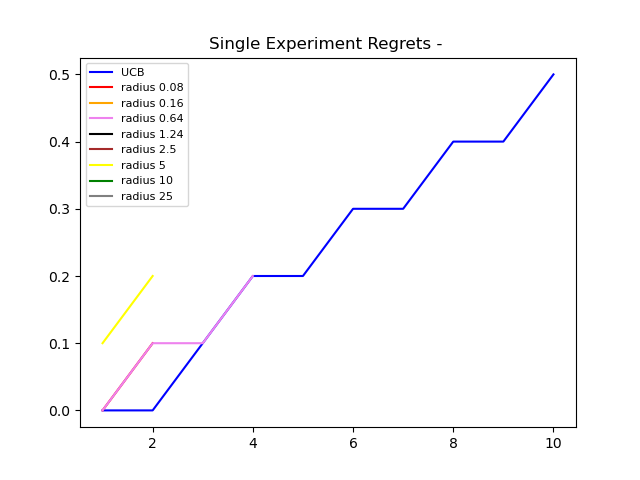 Single Experiment Regrets -
UCB
radius 0.08
radius 0.16
radius 0.64
radius 1.24
radius 2.5
radius 5
radius 10
radius 25
0.5
0.4
0.3
0.2
0.1
0.0
2 4 6 8 10